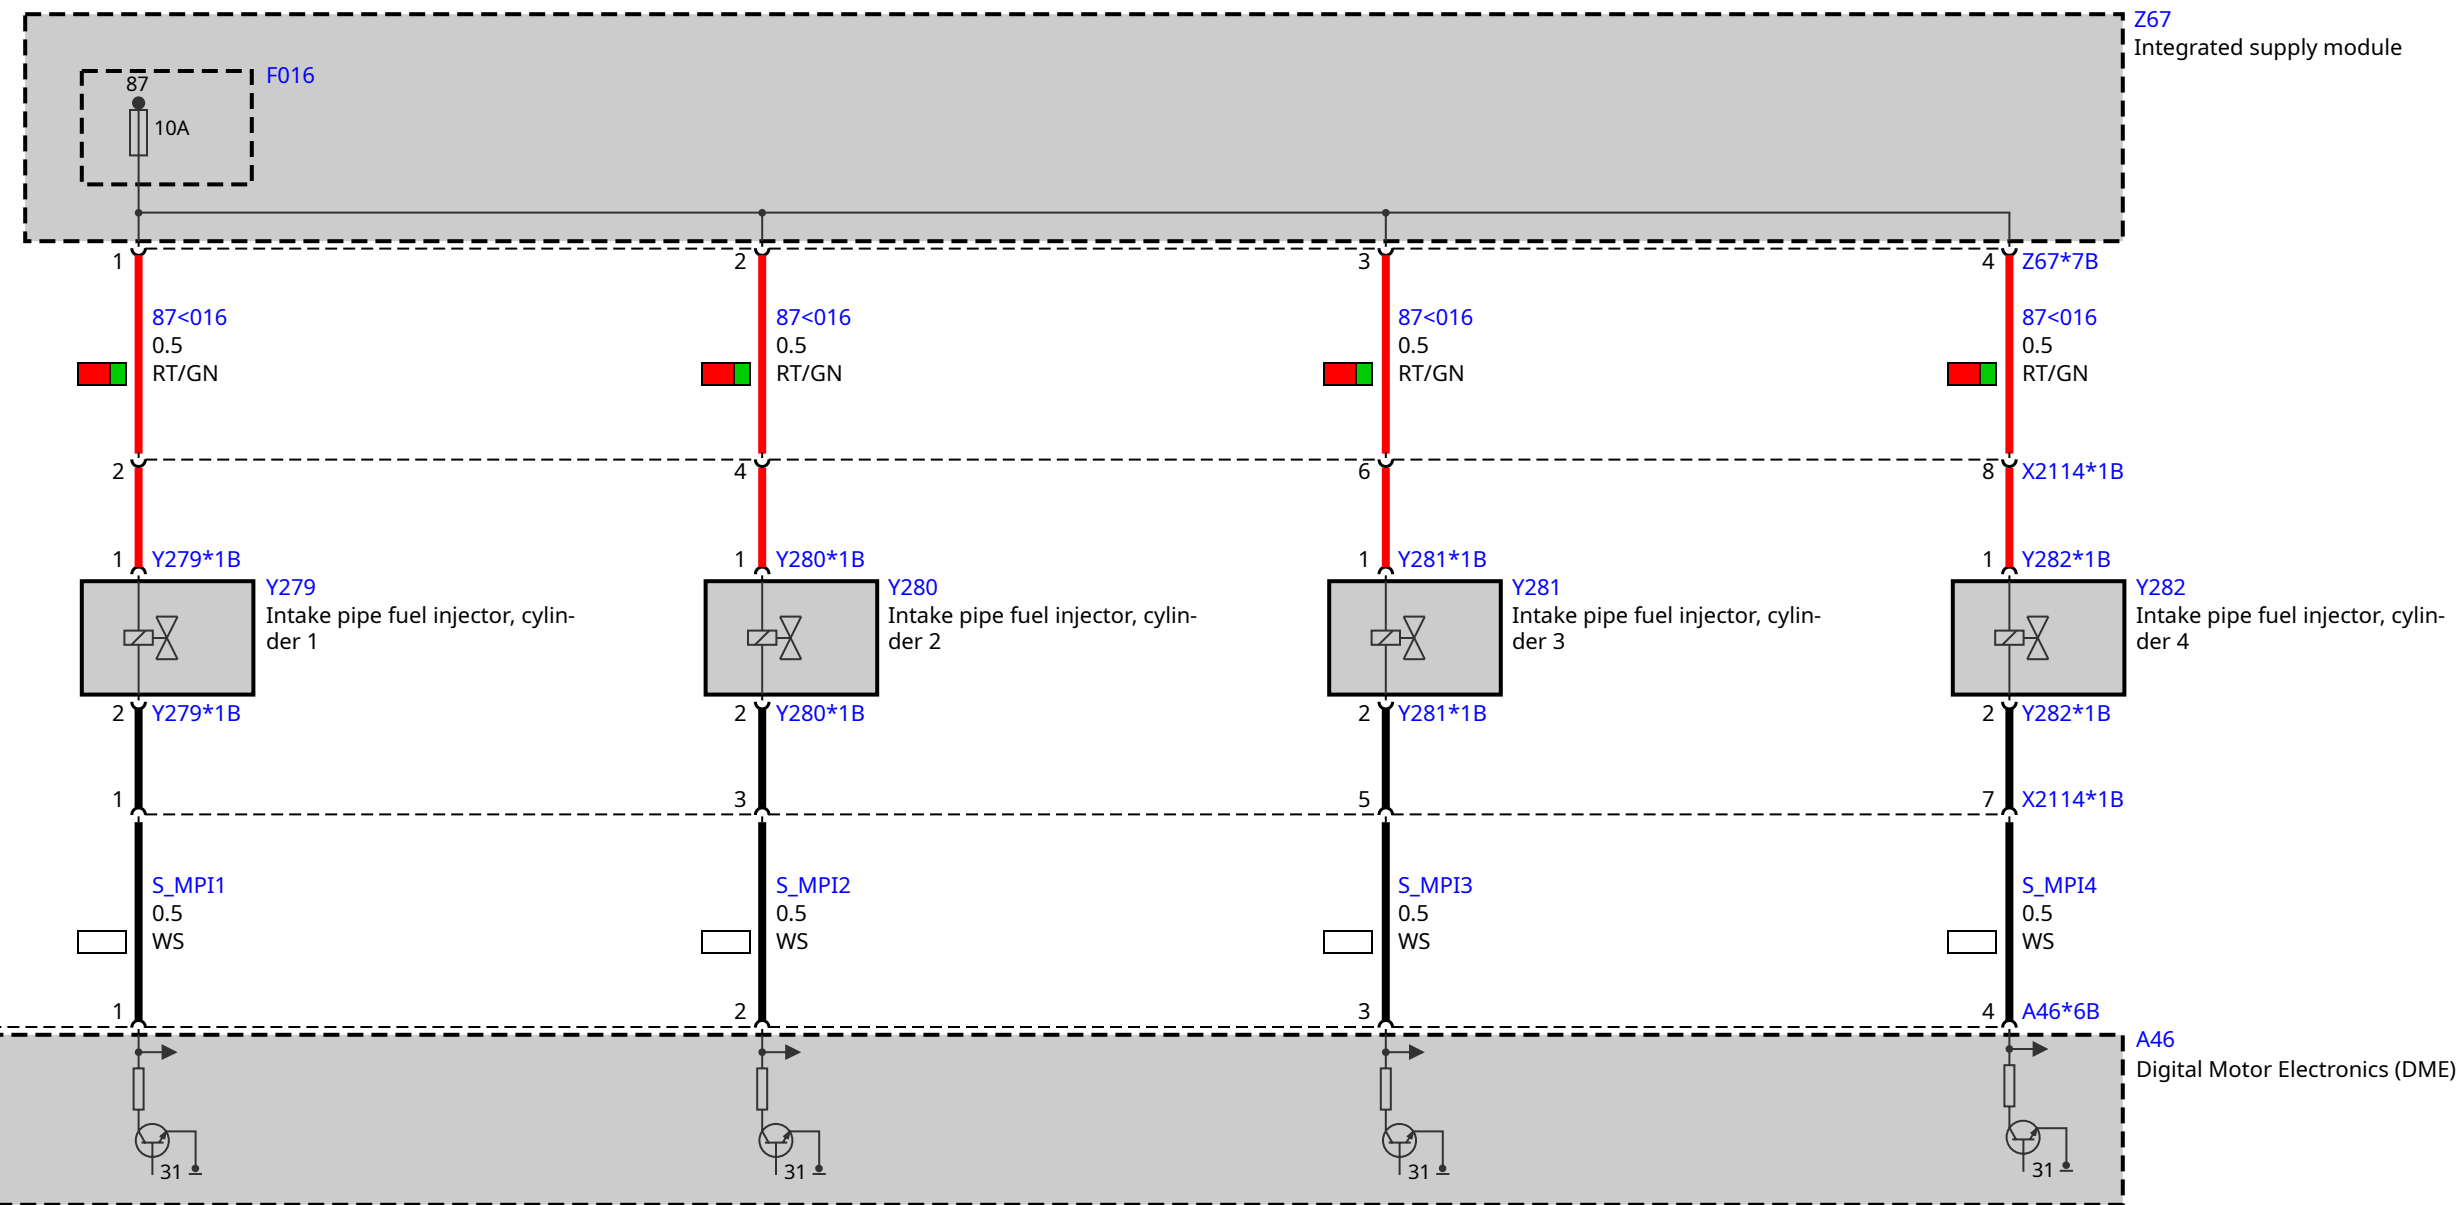 Z67
Integrated supply module
F016
87
10A
1
2
3
4
Z67*7B
87<016
0.5
RT/GN
87<016
0.5
RT/GN
87<016
0.5
RT/GN
87<016
0.5
RT/GN
2
4
6
8
X2114*1B
1
Y279*1B
1
Y280*1B
1
Y281*1B
1
Y282*1B
Y279
Intake pipe fuel injector, cylin-
der 1
Y280
Intake pipe fuel injector, cylin-
der 2
Y281
Intake pipe fuel injector, cylin-
der 3
Y282
Intake pipe fuel injector, cylin-
der 4
2
Y279*1B
2
Y280*1B
2
Y281*1B
2
Y282*1B
1
3
5
7
X2114*1B
S_MPI1
0.5
WS
S_MPI2
0.5
WS
S_MPI3
0.5
WS
S_MPI4
0.5
WS
1
2
3
4
A46*6B
A46
Digital Motor Electronics (DME)
31
31
31
31